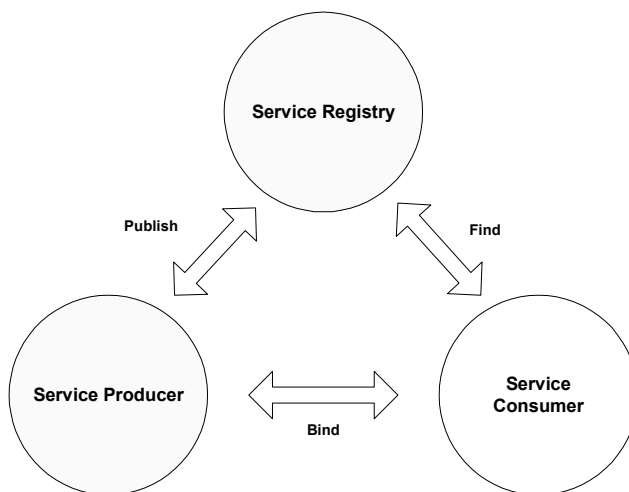 Service Registry
Publish
Find
Service Producer
Service
Consumer
Bind